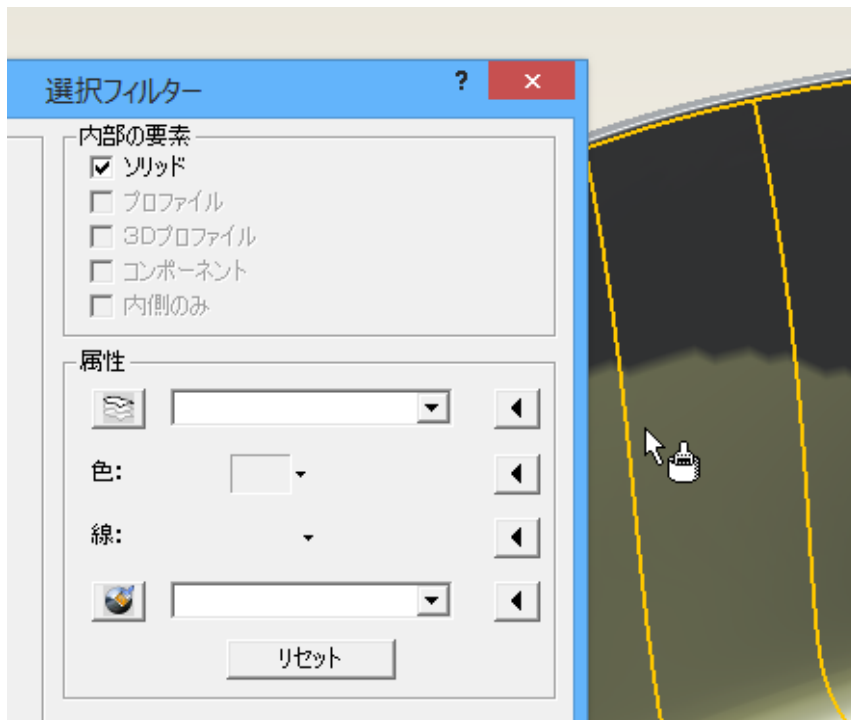 選択フィルター
?
内部の要素
ソリッド
プロファイル
3Dプロファイル
コンポーネント
内側のみ
属性
色:
線:
リセット